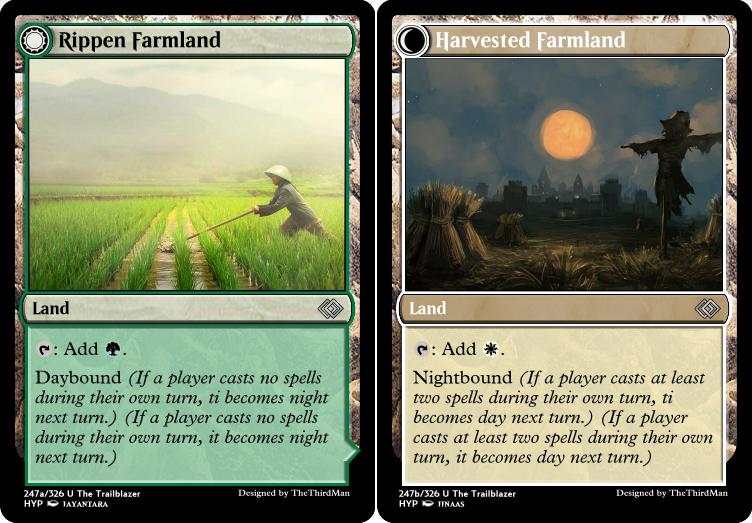 Rippen Farmland
Land
: Add .
Daybound (If a player casts no spells
during their own turn, ti becomes night
next turn.) (If a player casts no spells
during their own turn, it becomes night
next turn.)
247a/326 U The Trailblazer
HYP JAYANTARA
Designed by TheThirdMan
Harvested Farmland
Land
: Add .
Nightbound (If a player casts at least
two spells during their own turn, ti
becomes day next turn.) (If a player
casts at least two spells during their own
turn, it becomes day next turn.)
247b/326 U The Trailblazer
HYP IJNAAS
Designed by TheThirdMan